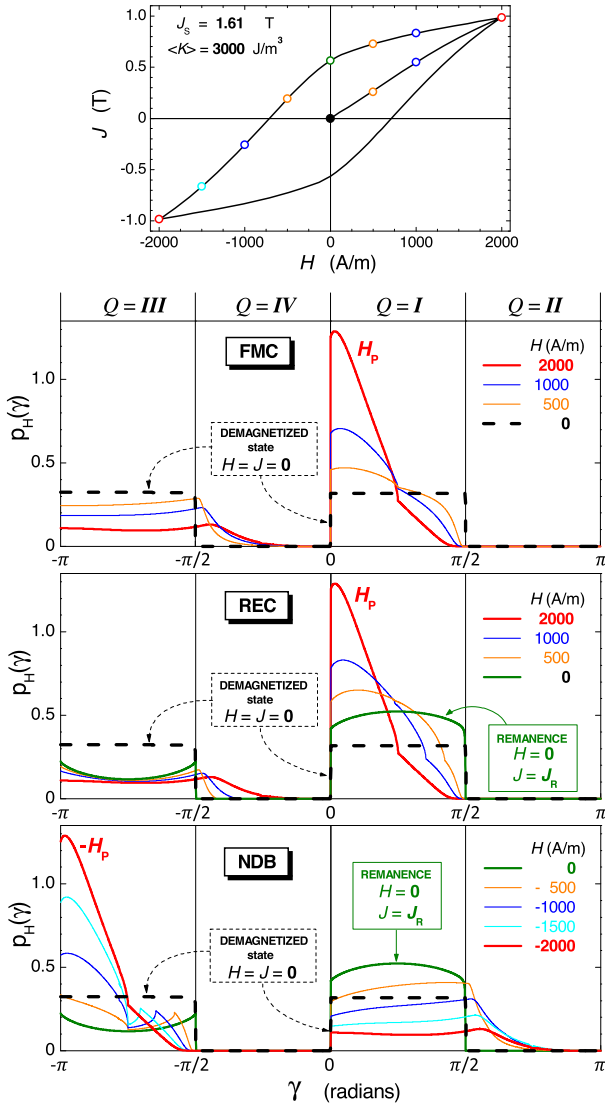 J_S = 1.61 T
<K> = 3000 J/m³
J (T)
1.0
0.5
0
-0.5
-1.0
-2000 -1000 0 1000 2000
H (A/m)
Q = III Q = IV Q = I Q = II
FMC
H_P
H (A/m)
2000
1000
500
0
DEMAGNETIZED
state
H = J = 0
p_H(γ)
1.0
0.5
0
-π -π/2 0 π/2 π
REC
H_P
H (A/m)
2000
1000
500
0
DEMAGNETIZED
state
H = J = 0
REMANENCE
H = 0
J = J_R
p_H(γ)
1.0
0.5
0
-π -π/2 0 π/2 π
-H_P
NDB
REMANENCE
H = 0
J = J_R
H (A/m)
0
- 500
-1000
-1500
-2000
DEMAGNETIZED
state
H = J = 0
p_H(γ)
1.0
0.5
0
-π -π/2 0 π/2 π
γ (radians)